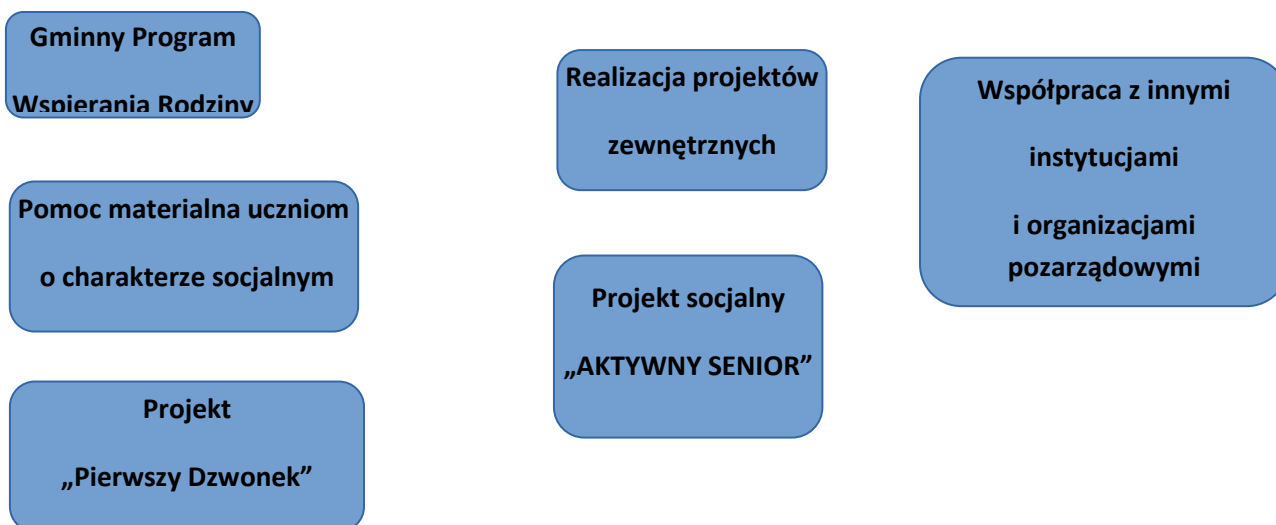 Gminny Program
Wspierania Rodziny
Pomoc materialna uczniom
o charakterze socjalnym
Projekt
„Pierwszy Dzwonek”
Realizacja projektów
zewnętrznych
Projekt socjalny
„AKTYWNY SENIOR”
Współpraca z innymi
instytucjami
i organizacjami
pozarządowymi